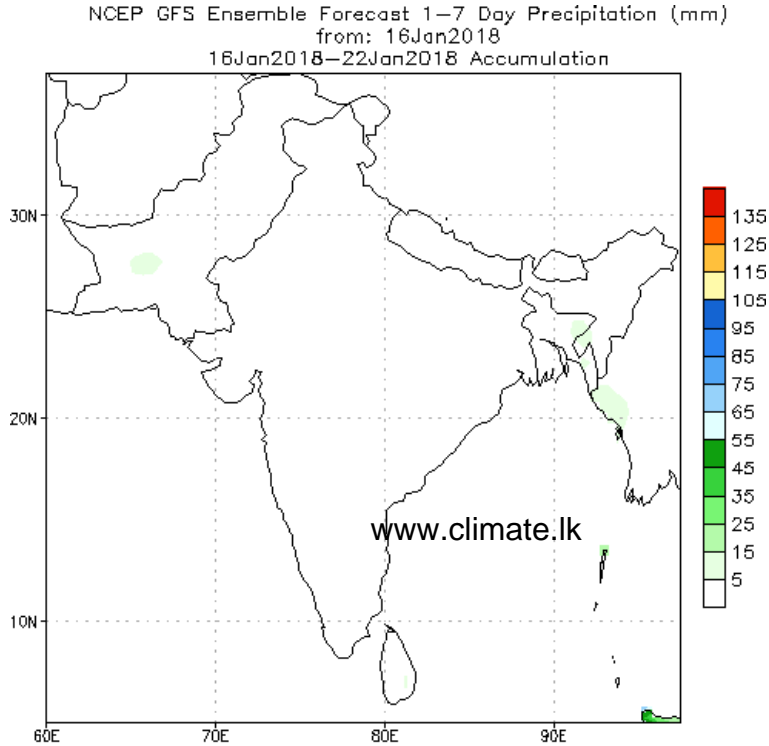 NCEP GFS Ensemble Forecast 1–7 Day Precipitation (mm)
from: 16Jan2018
16Jan2018–22Jan2018 Accumulation
30N
20N
10N
60E 70E 80E 90E
www.climate.lk
135
125
115
105
95
85
75
65
55
45
35
25
15
5